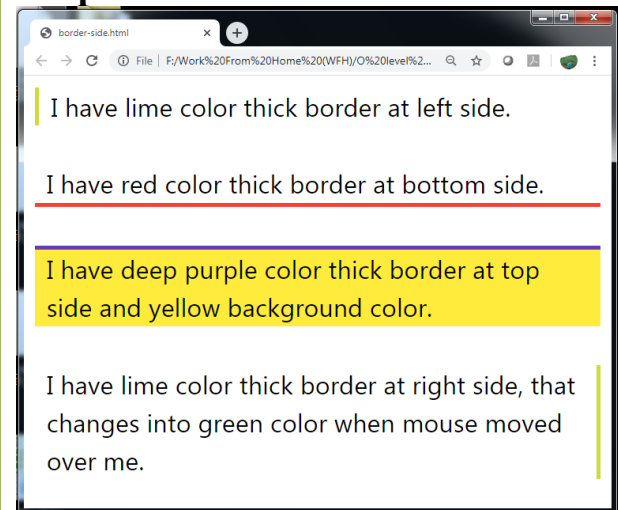 border-side.html
File | F:/Work%20From%20Home%20(WFH)/O%20level%2...
I have lime color thick border at left side.
I have red color thick border at bottom side.
I have deep purple color thick border at top
side and yellow background color.
I have lime color thick border at right side, that
changes into green color when mouse moved
over me.